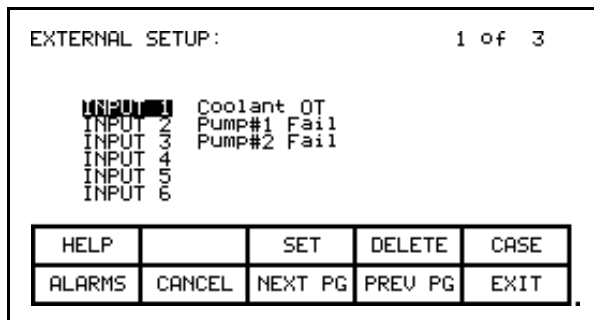 EXTERNAL SETUP: 1 of 3
INPUT 1 Coolant OT
INPUT 2 Pump#1 Fail
INPUT 3 Pump#2 Fail
INPUT 4
INPUT 5
INPUT 6
HELP SET DELETE CASE
ALARMS CANCEL NEXT PG PREV PG EXIT